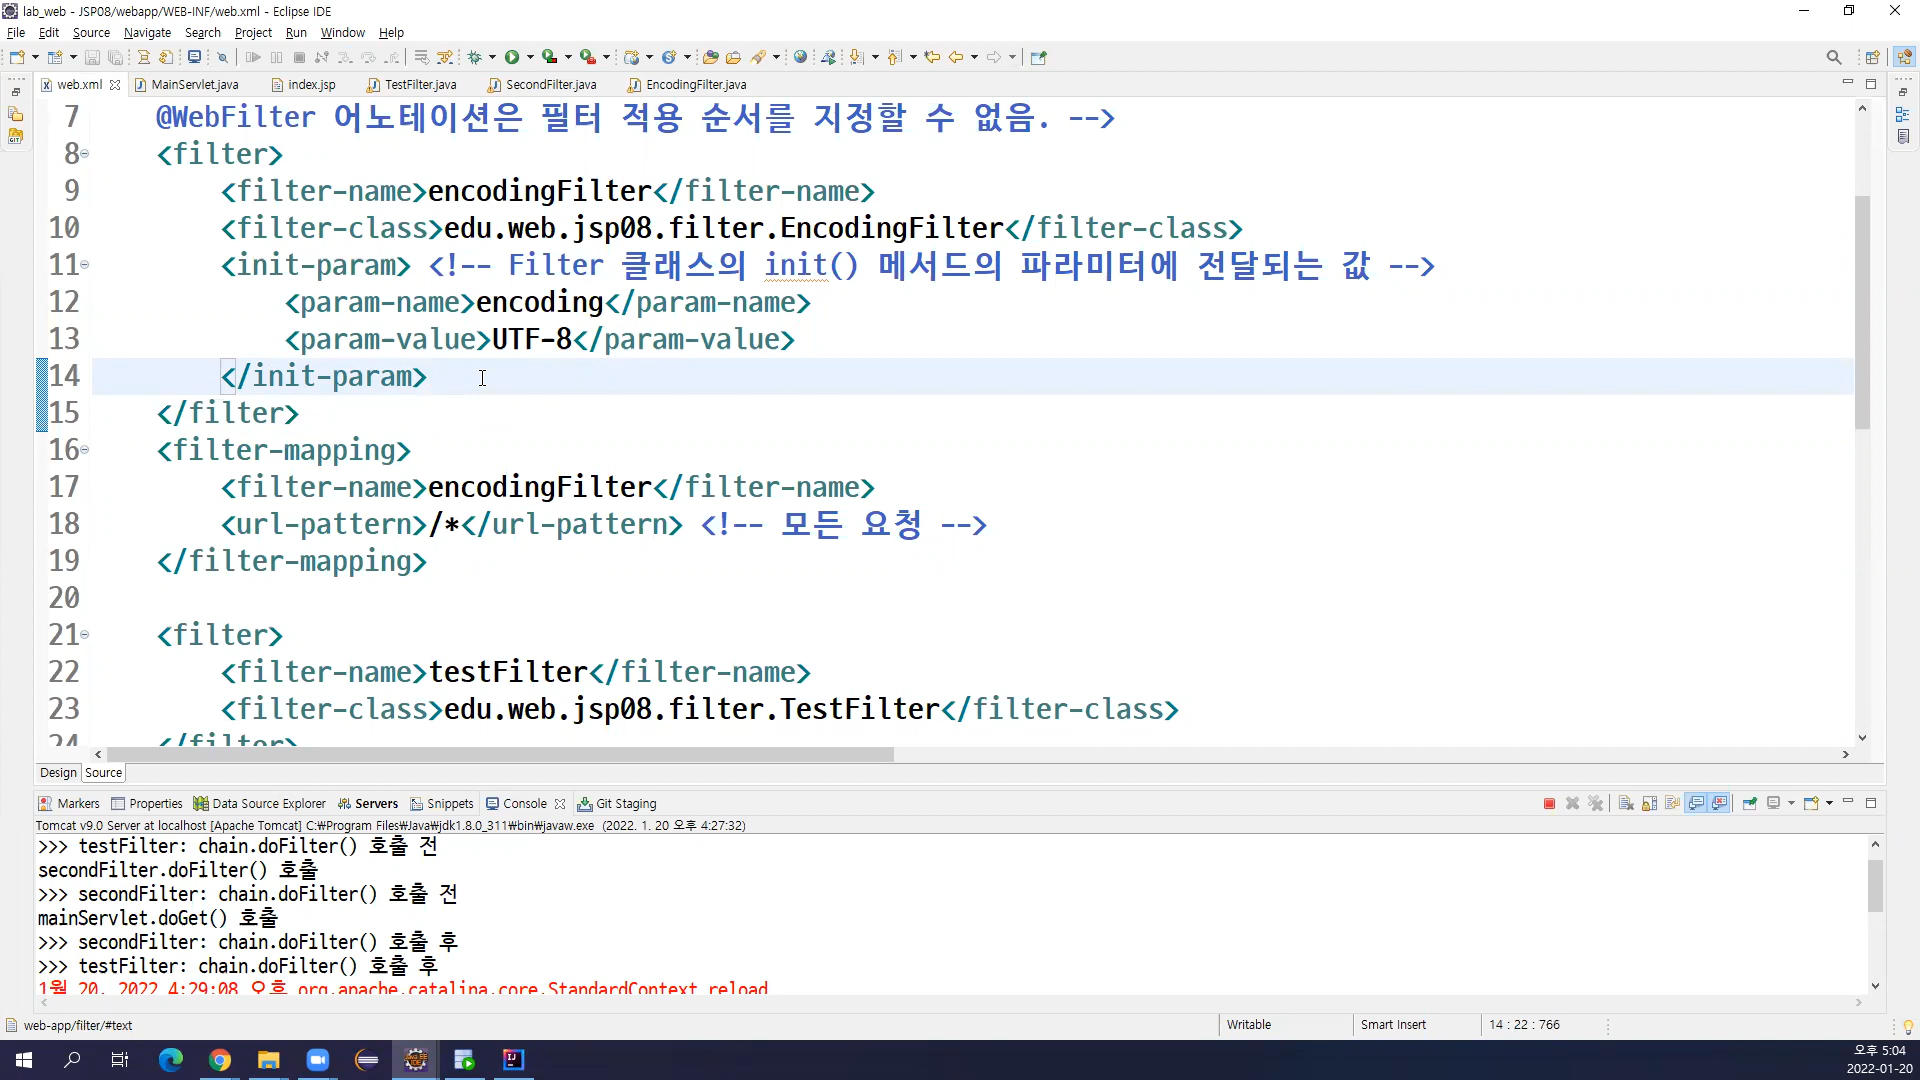 lab_web - JSP08/webapp/WEB-INF/web.xml - Eclipse IDE
File Edit Source Navigate Search Project Run Window Help
web.xml MainServlet.java index.jsp TestFilter.java SecondFilter.java EncodingFilter.java
7 @WebFilter 어노테이션은 필터 적용 순서를 지정할 수 없음. -->
8 <filter>
9 <filter-name>encodingFilter</filter-name>
10 <filter-class>edu.web.jsp08.filter.EncodingFilter</filter-class>
11 <init-param> <!-- Filter 클래스의 init() 메서드의 파라미터에 전달되는 값 -->
12 <param-name>encoding</param-name>
13 <param-value>UTF-8</param-value>
14 </init-param>
15 </filter>
16 <filter-mapping>
17 <filter-name>encodingFilter</filter-name>
18 <url-pattern>/*</url-pattern> <!-- 모든 요청 -->
19 </filter-mapping>
20
21 <filter>
22 <filter-name>testFilter</filter-name>
23 <filter-class>edu.web.jsp08.filter.TestFilter</filter-class>
24 </filter>
Design Source
Markers Properties Data Source Explorer Servers Snippets Console Git Staging
Tomcat v9.0 Server at localhost [Apache Tomcat] C:₩Program Files₩Java₩jdk1.8.0_311₩bin₩javaw.exe (2022. 1. 20 오후 4:27:32)
>>> testFilter: chain.doFilter() 호출 전
secondFilter.doFilter() 호출
>>> secondFilter: chain.doFilter() 호출 전
mainServlet.doGet() 호출
>>> secondFilter: chain.doFilter() 호출 후
>>> testFilter: chain.doFilter() 호출 후
1월 20, 2022 4:29:08 오후 org.apache.catalina.core.StandardContext reload
web-app/filter/#text Writable Smart Insert 14 : 22 : 766
오후 5:04
2022-01-20